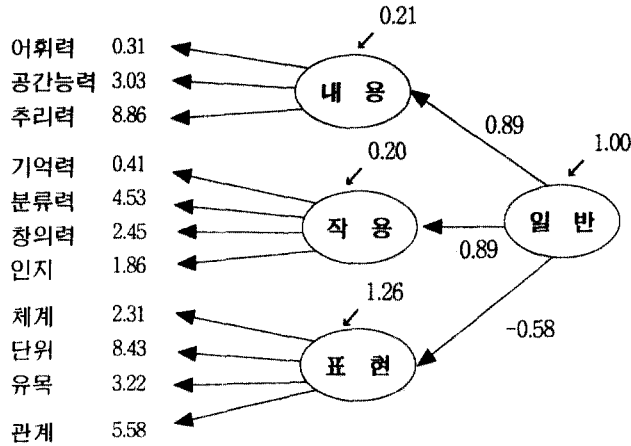 0.21
어휘력 0.31
공간능력 3.03
추리력 8.86
내 용
0.89
1.00
기억력 0.41
분류력 4.53
창의력 2.45
인지 1.86
0.20
작 용
0.89
일 반
체계 2.31
단위 8.43
유목 3.22
관계 5.58
1.26
표 현
-0.58